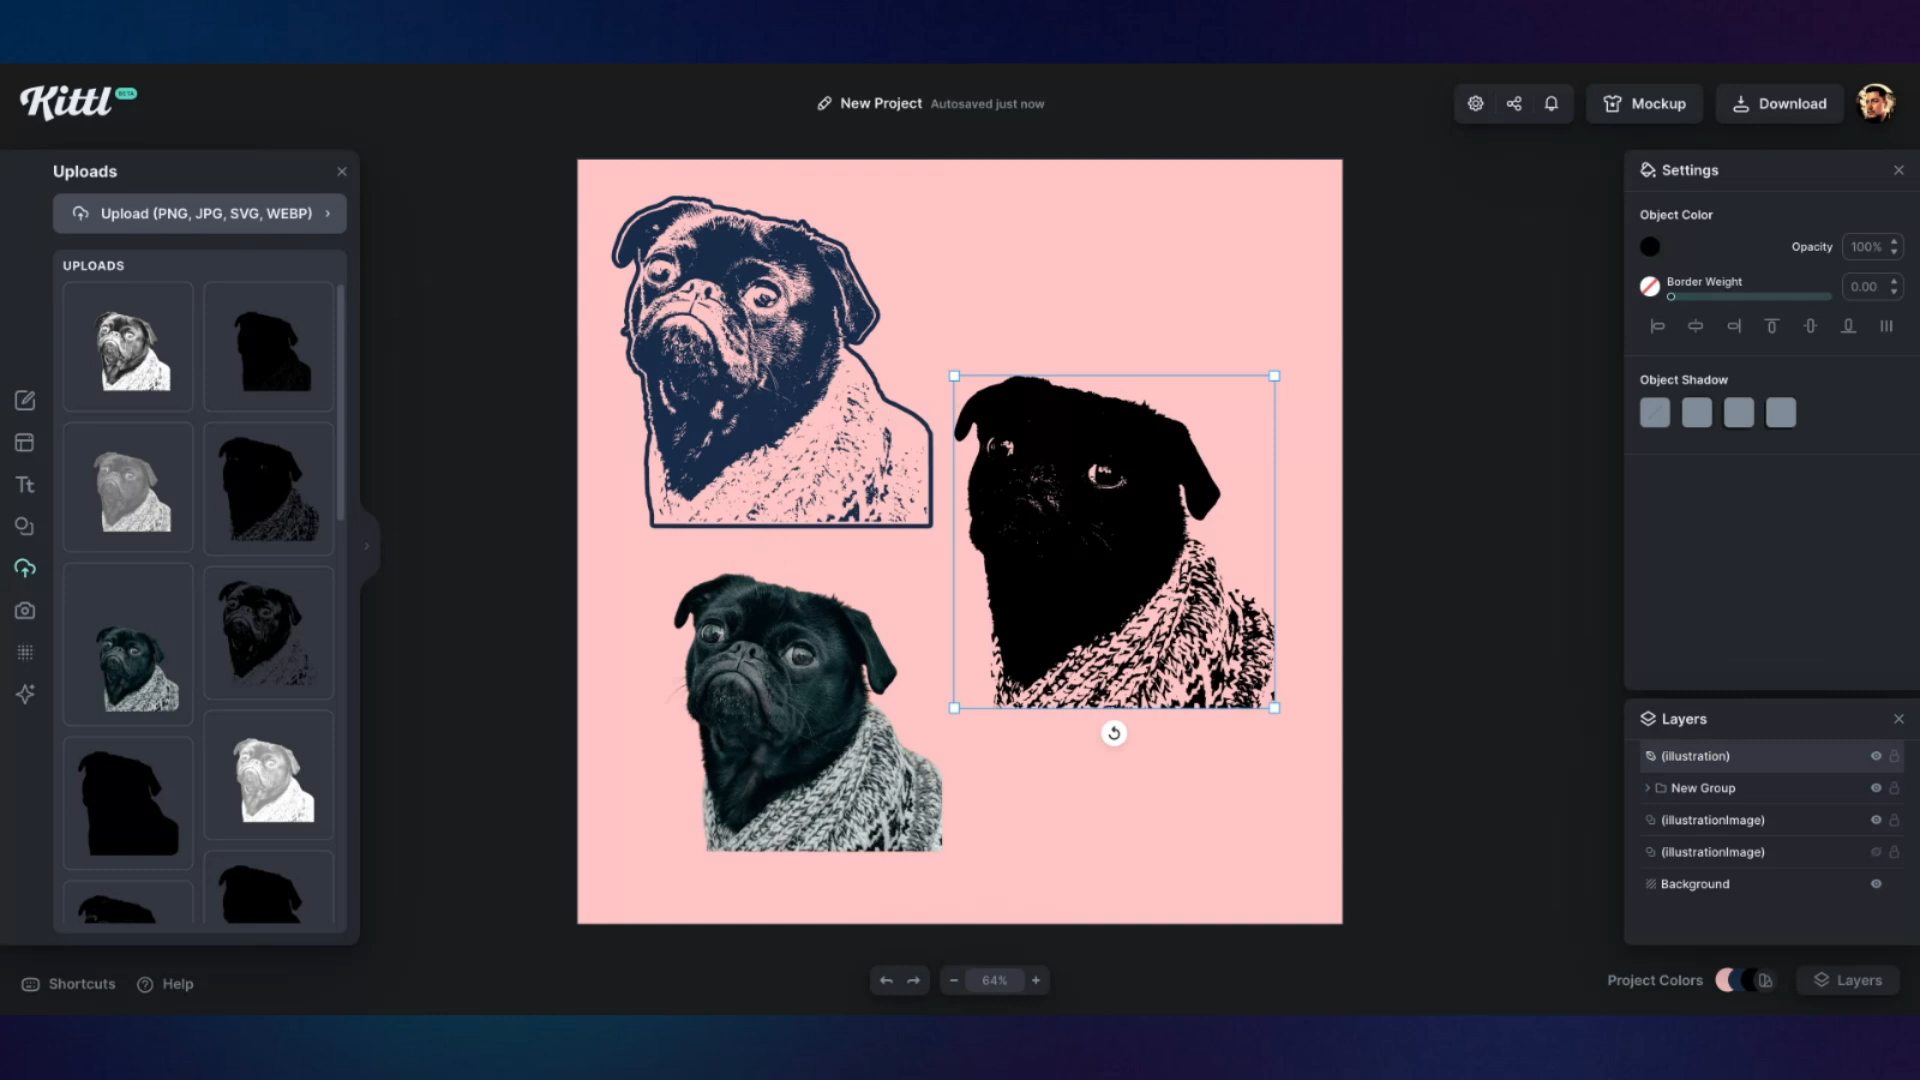 Kittl BETA
New Project Autosaved just now
Mockup
Download
Uploads
Upload (PNG, JPG, SVG, WEBP)
UPLOADS
Tt
Settings
Object Color
Opacity 100%
Border Weight 0.00
Object Shadow
Layers
(illustration)
New Group
(illustrationImage)
(illustrationImage)
Background
Shortcuts
Help
64%
Project Colors
Layers